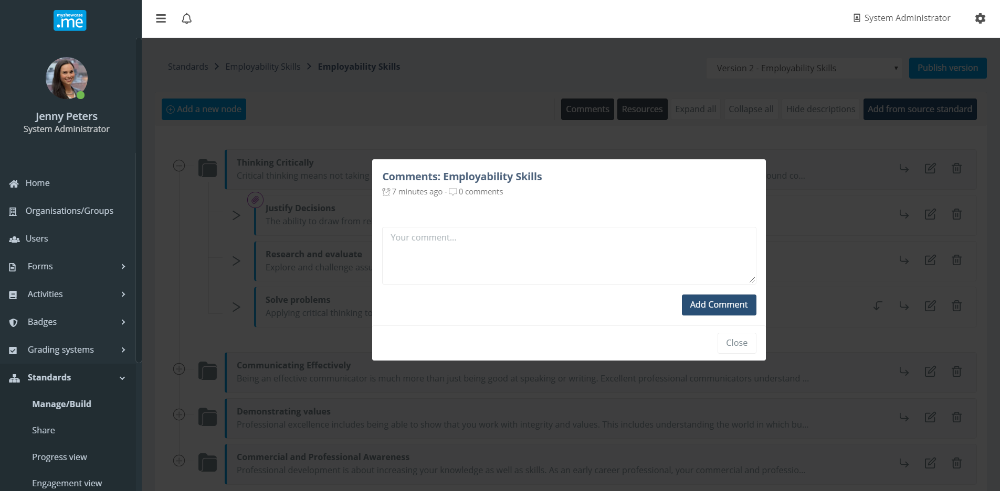 myshowcase
.me
System Administrator
Jenny Peters
System Administrator
Home
Organisations/Groups
Users
Forms
Activities
Badges
Grading systems
Standards
Manage/Build
Share
Progress view
Engagement view
Standards > Employability Skills > Employability Skills
Version 2 - Employability Skills
Publish version
Add a new node
Comments
Resources
Expand all
Collapse all
Hide descriptions
Add from source standard
Thinking Critically
Critical thinking means not taking
ound co...
Justify Decisions
The ability to draw from
Research and evaluate
Explore and challenge
Solve problems
Applying critical thinking to
Comments: Employability Skills
7 minutes ago - 0 comments
Your comment...
Add Comment
Close
Communicating Effectively
Being an effective communicator is much more than just being good at speaking or writing. Excellent professional communicators understand ...
Demonstrating values
Professional excellence includes being able to show that you work with integrity and values. This includes understanding the world in which bu...
Commercial and Professional Awareness
Professional development is about increasing your knowledge as well as skills. As an early career professional, your commercial and professio...